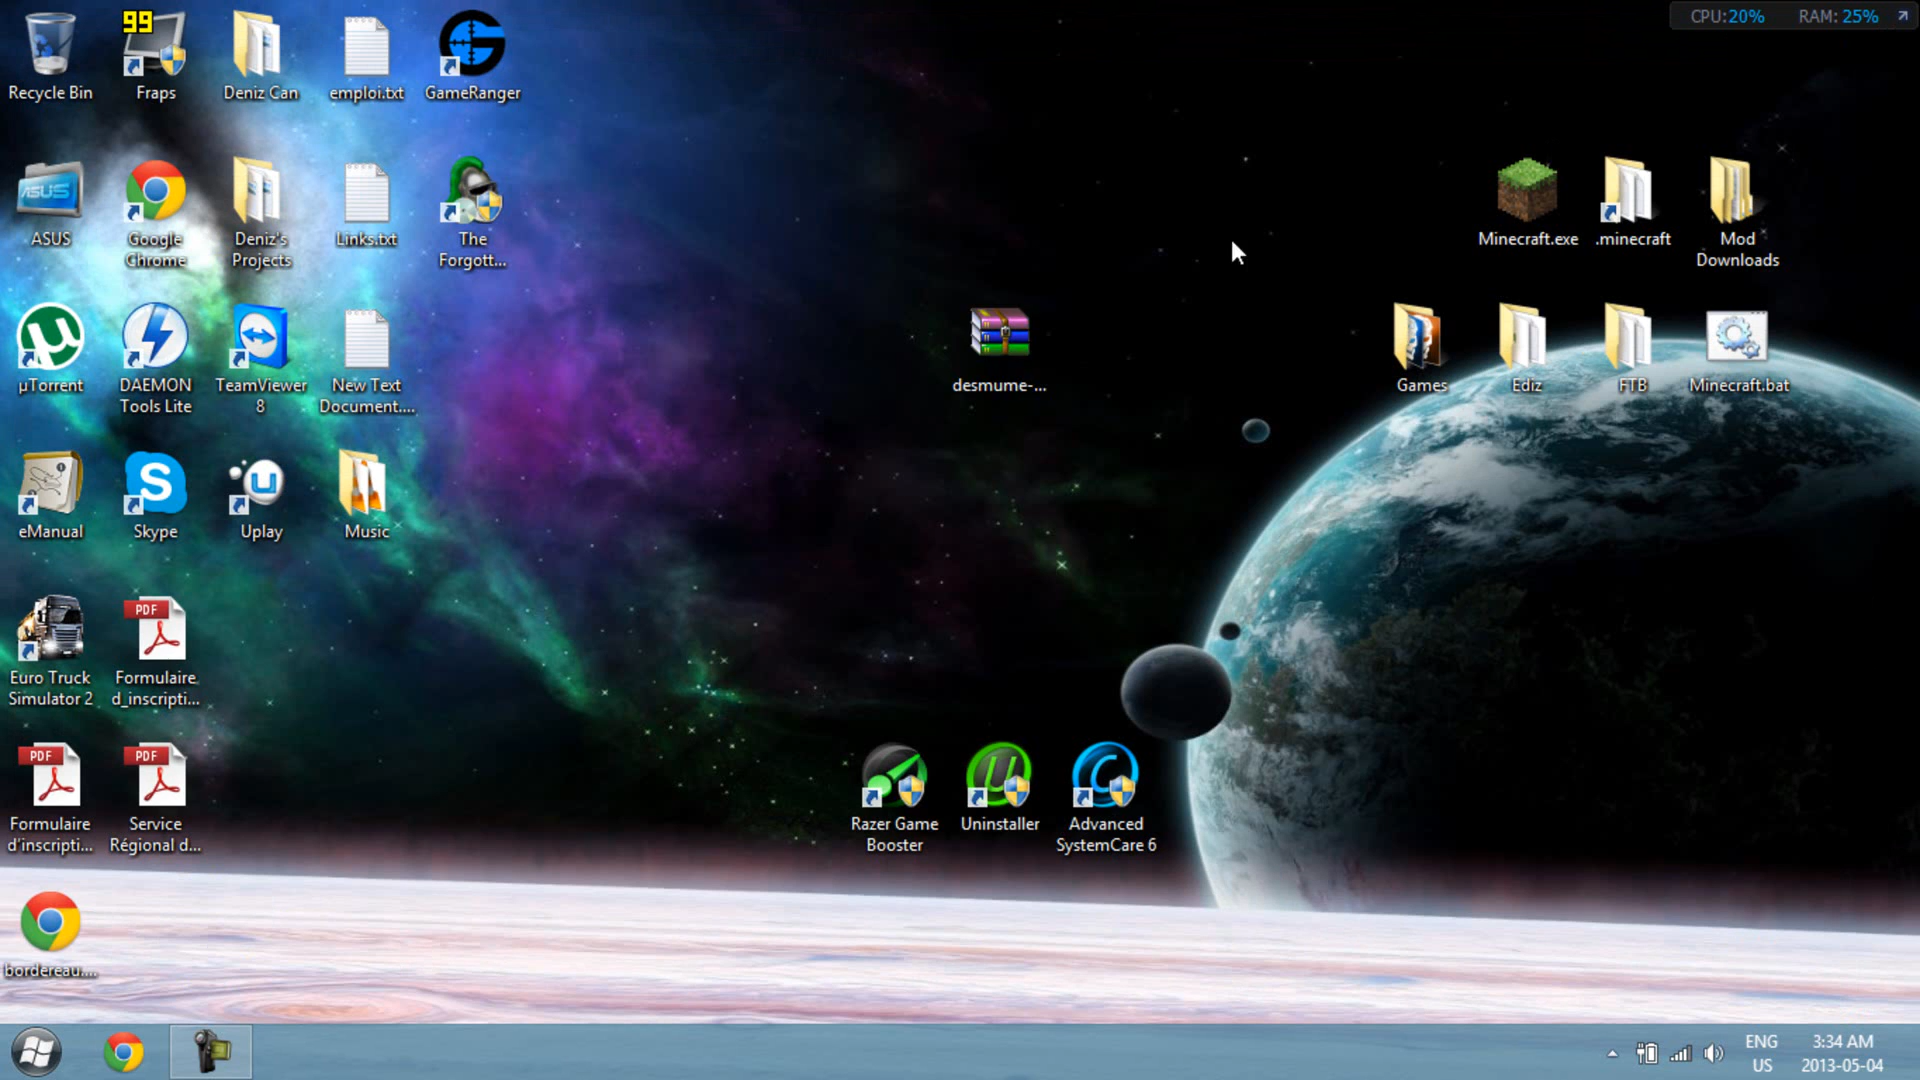 CPU:20% RAM: 25%
99
Recycle Bin
Fraps
Deniz Can
emploi.txt
GameRanger
ASUS
ASUS
Google
Chrome
Deniz's
Projects
Links.txt
The
Forgott...
Minecraft.exe
.minecraft
Mod
Downloads
µTorrent
DAEMON
Tools Lite
TeamViewer
8
New Text
Document....
desmume-...
Games
Ediz
FTB
Minecraft.bat
eManual
Skype
Uplay
Music
Euro Truck
Simulator 2
PDF
Formulaire
d_inscripti...
PDF
Formulaire
d'inscripti...
PDF
Service
Régional d...
Razer Game
Booster
Uninstaller
Advanced
SystemCare 6
bordereau....
ENG
US
3:34 AM
2013-05-04